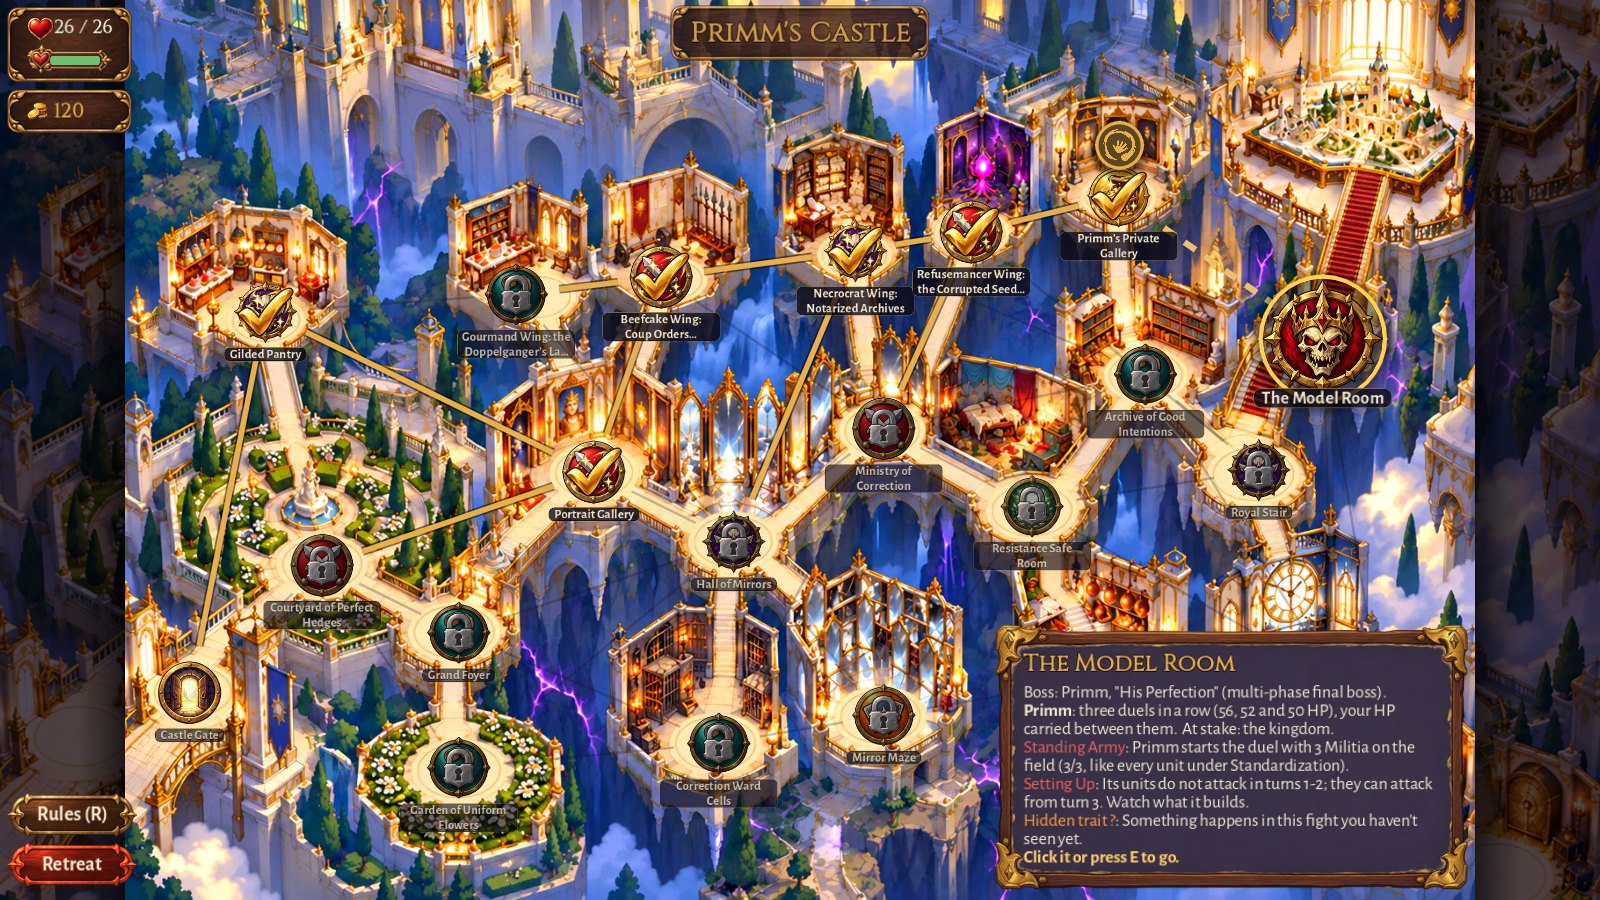 26 / 26
120
PRIMM'S CASTLE
Primm's Private
Gallery
Refusemancer Wing:
the Corrupted Seed...
Necrocrat Wing:
Notarized Archives
Beefcake Wing:
Coup Orders...
Gourmand Wing: the
Doppelganger's La...
Gilded Pantry
The Model Room
Archive of Good
Intentions
Ministry of
Correction
Royal Stair
Portrait Gallery
Resistance Safe
Room
Hall of Mirrors
Courtyard of Perfect
Hedges
Grand Foyer
Castle Gate
Mirror Maze
Correction Ward
Cells
Garden of Uniform
Flowers
Rules (R)
Retreat
THE MODEL ROOM
Boss: Primm, "His Perfection" (multi-phase final boss).
Primm: three duels in a row (56, 52 and 50 HP), your HP
carried between them. At stake: the kingdom.
Standing Army: Primm starts the duel with 3 Militia on the
field (3/3, like every unit under Standardization).
Setting Up: Its units do not attack in turns 1-2; they can attack
from turn 3. Watch what it builds.
Hidden trait?: Something happens in this fight you haven't
seen yet.
Click it or press E to go.